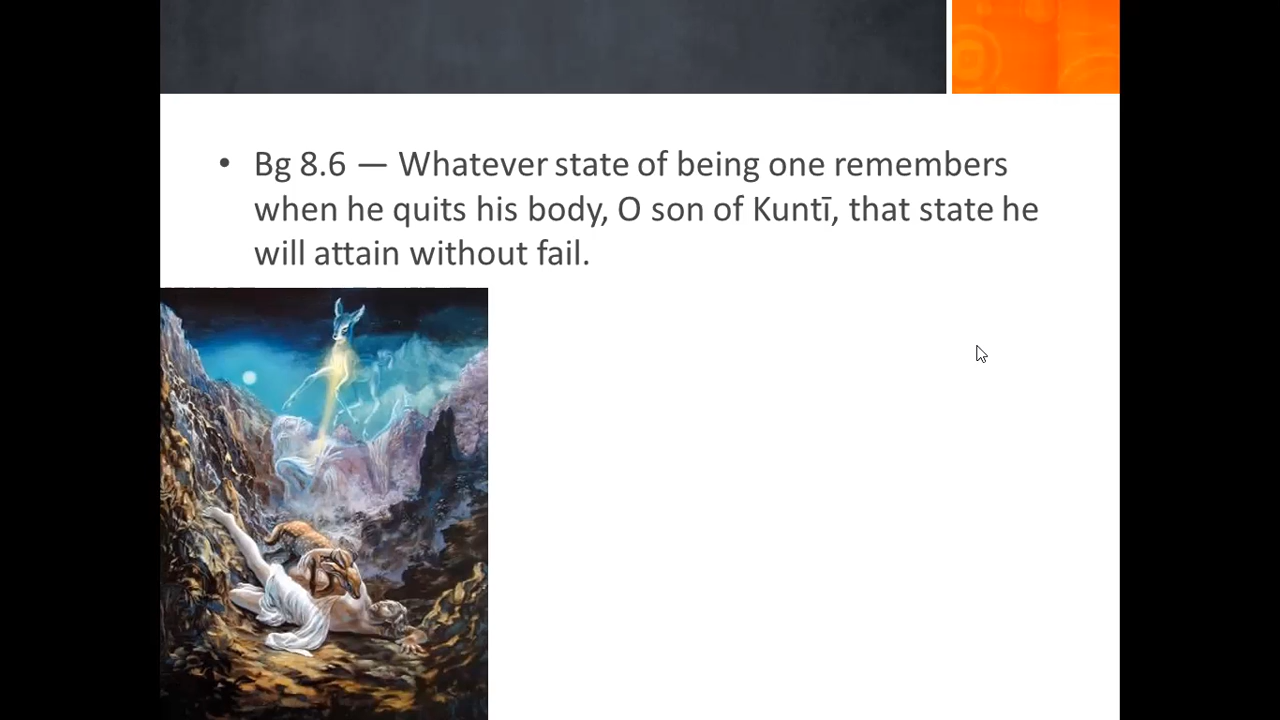 • Bg 8.6 — Whatever state of being one remembers
when he quits his body, O son of Kuntī, that state he
will attain without fail.